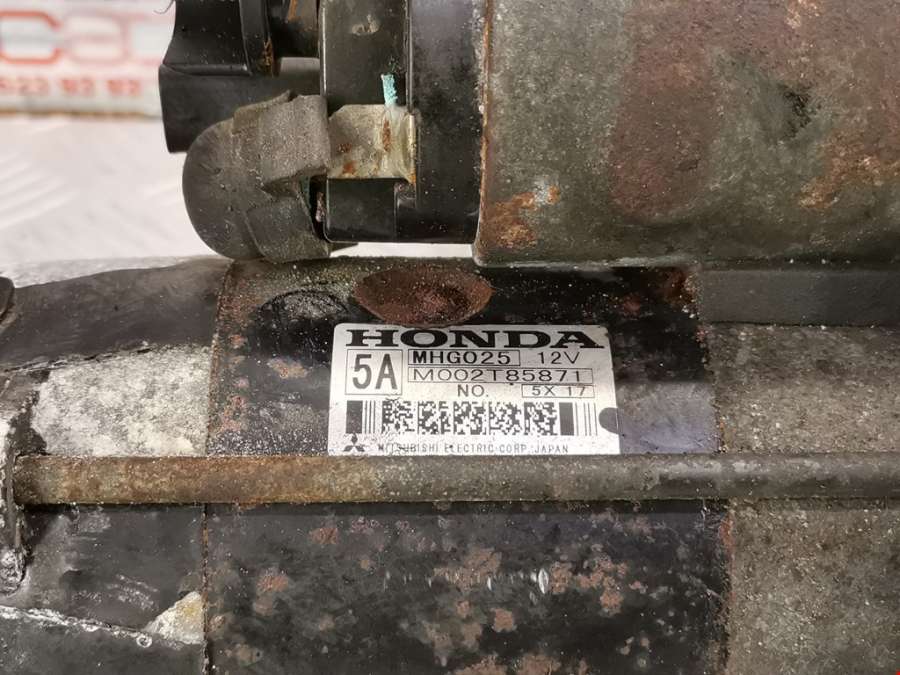 HONDA
5A MHG025 12V
M002T85871
NO. 5X 17
MITSUBISHI ELECTRIC CORP. JAPAN